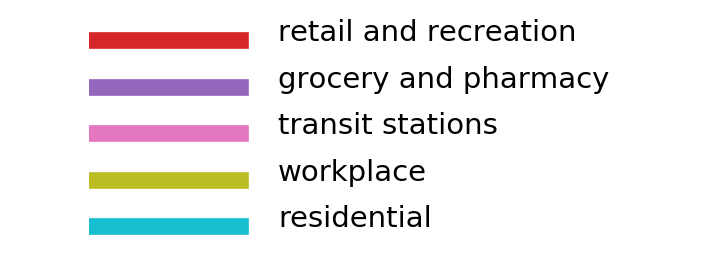 retail and recreation
grocery and pharmacy
transit stations
workplace
residential